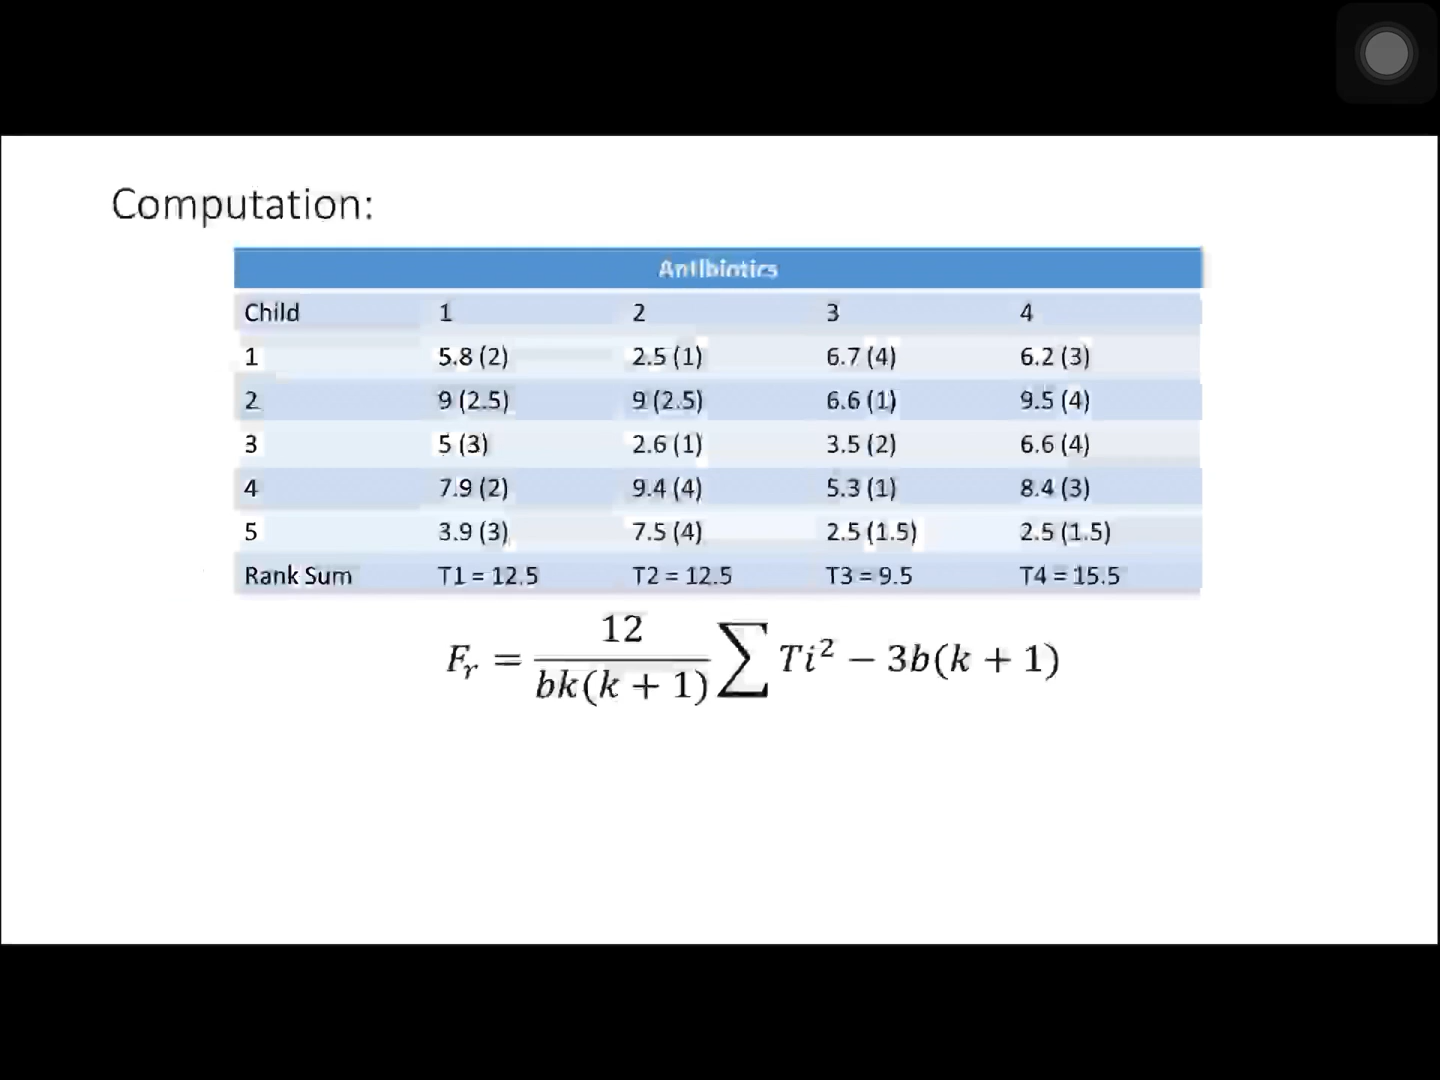 Computation:
Antibiotics
Child 1 2 3 4
1 5.8 (2) 2.5 (1) 6.7 (4) 6.2 (3)
2 9 (2.5) 9 (2.5) 6.6 (1) 9.5 (4)
3 5 (3) 2.6 (1) 3.5 (2) 6.6 (4)
4 7.9 (2) 9.4 (4) 5.3 (1) 8.4 (3)
5 3.9 (3) 7.5 (4) 2.5 (1.5) 2.5 (1.5)
Rank Sum T1 = 12.5 T2 = 12.5 T3 = 9.5 T4 = 15.5
Fᵣ = 12 / bk(k + 1) ∑ Ti² − 3b(k + 1)